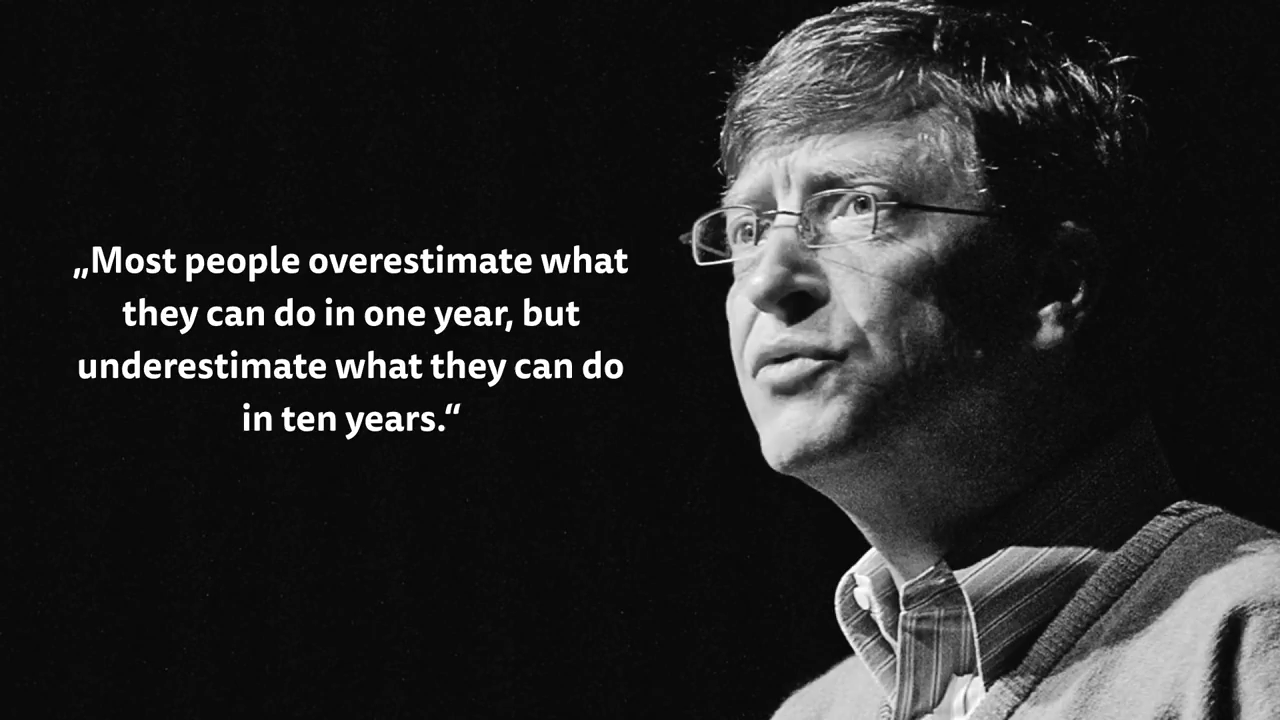 „Most people overestimate what
they can do in one year, but
underestimate what they can do
in ten years.“